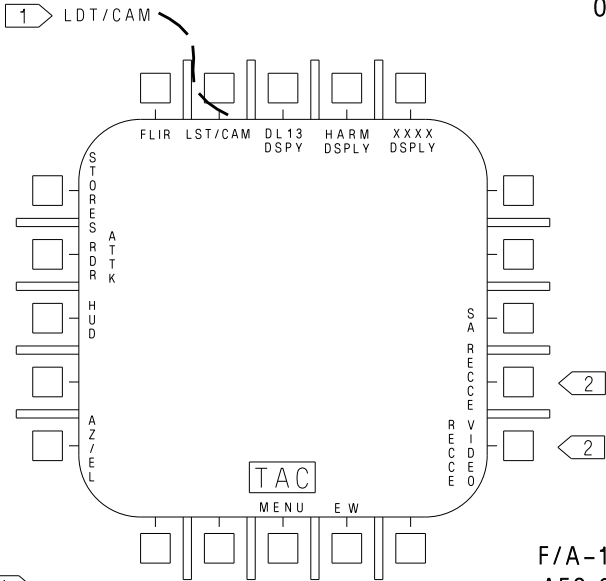 1 LDT/CAM
0
FLIR LST/CAM DL13 DSPY HARM DSPLY XXXX DSPLY
STORES
RDR ATTK
HUD
AZ/EL
SA
RECCE
2
RECCE VIDEO
2
TAC
MENU EW
F/A-1